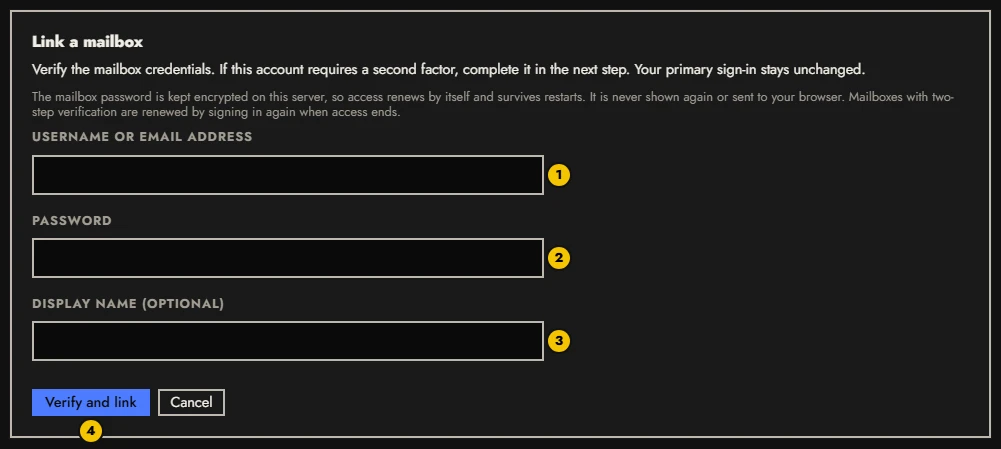 Link a mailbox
Verify the mailbox credentials. If this account requires a second factor, complete it in the next step. Your primary sign-in stays unchanged.
The mailbox password is kept encrypted on this server, so access renews by itself and survives restarts. It is never shown again or sent to your browser. Mailboxes with two-
step verification are renewed by signing in again when access ends.
USERNAME OR EMAIL ADDRESS
1
PASSWORD
2
DISPLAY NAME (OPTIONAL)
3
Verify and link Cancel
4